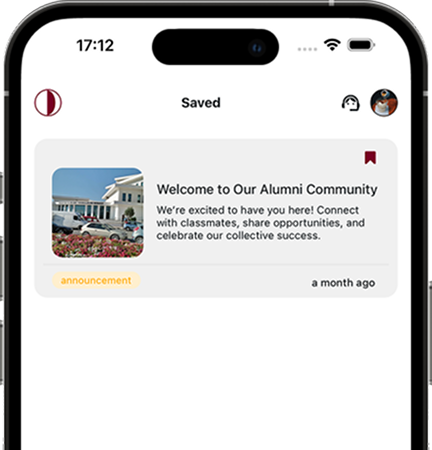 17:12
Saved
Welcome to Our Alumni Community
We're excited to have you here! Connect
with classmates, share opportunities, and
celebrate our collective success.
announcement
a month ago